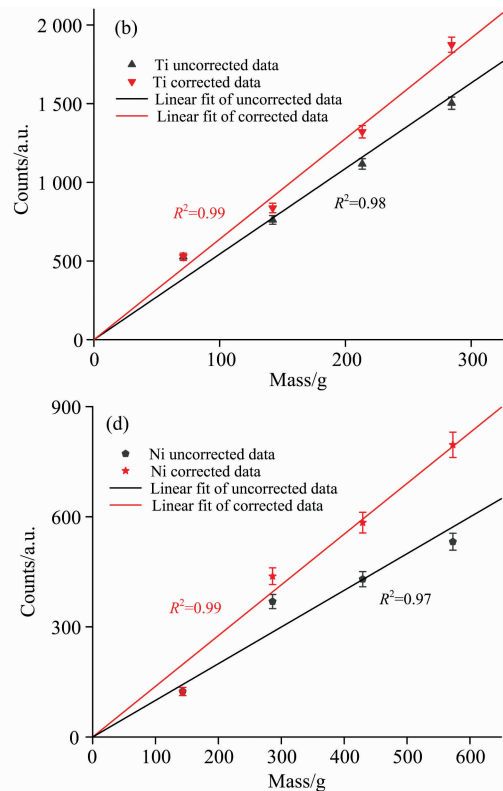 2 000
(b)
Ti uncorrected data
Ti corrected data
Linear fit of uncorrected data
Linear fit of corrected data
1 500
1 000
500
0
Counts/a.u.
R²=0.99
R²=0.98
0 100 200 300
Mass/g
900
(d)
Ni uncorrected data
Ni corrected data
Linear fit of uncorrected data
Linear fit of corrected data
600
300
0
Counts/a.u.
R²=0.99
R²=0.97
0 100 200 300 400 500 600
Mass/g